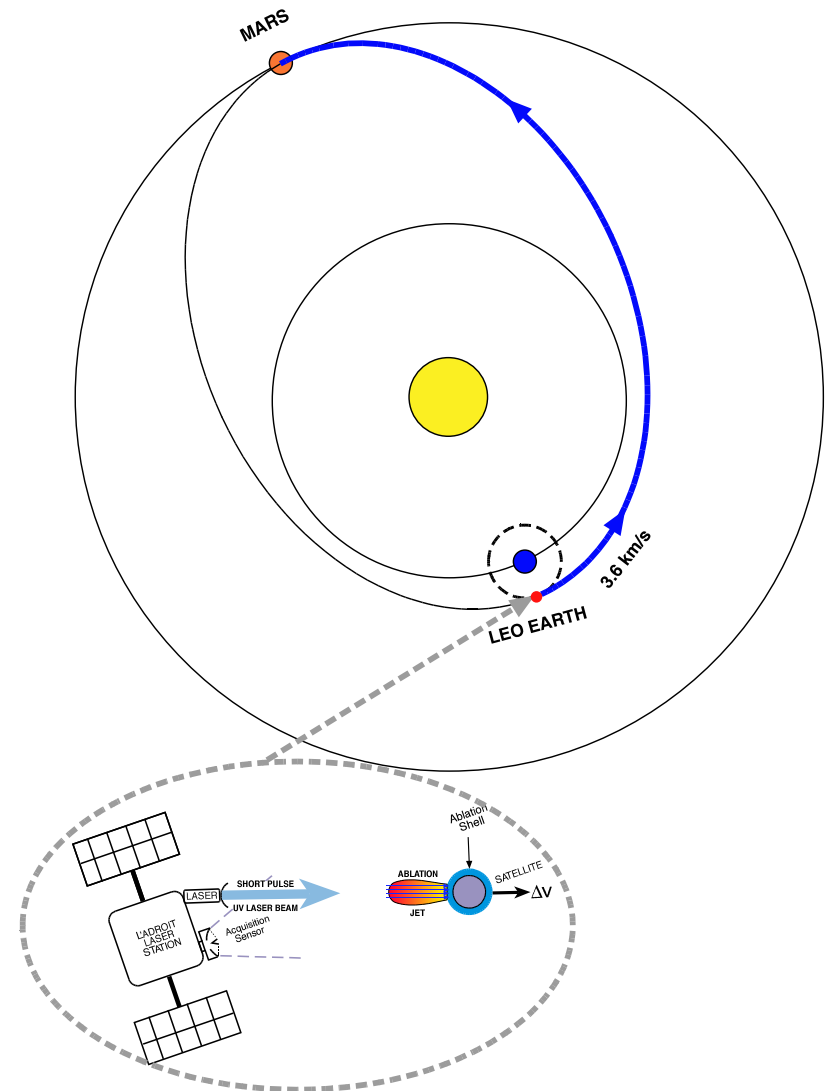 MARS
3.6 km/s
LEO EARTH
Ablation
Shell
SATELLITE
ΔV
ABLATION
JET
SHORT PULSE
LASER
UV LASER BEAM
Acquisition
Sensor
L'ADROIT
LASER
STATION